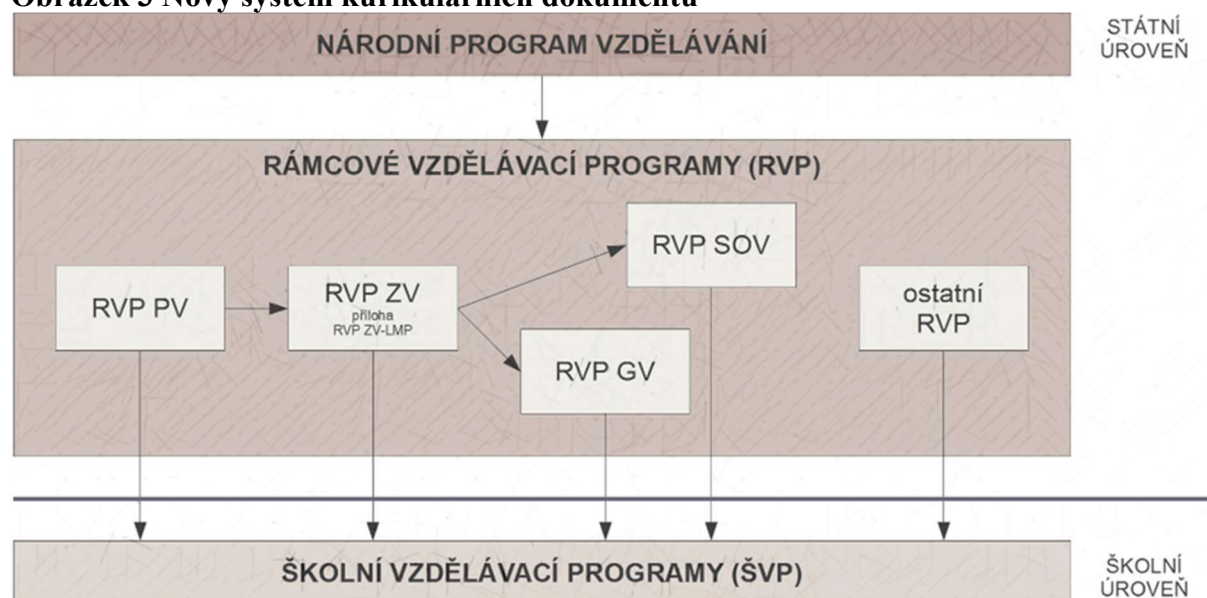 Obrázek 3 Nový systém kurikulárních dokumentů
NÁRODNÍ PROGRAM VZDĚLÁVÁNÍ
STÁTNÍ
ÚROVEŇ
RÁMCOVÉ VZDĚLÁVACÍ PROGRAMY (RVP)
RVP SOV
RVP PV
RVP ZV
příloha
RVP ZV-LMP
ostatní
RVP
RVP GV
ŠKOLNÍ VZDĚLÁVACÍ PROGRAMY (ŠVP)
ŠKOLNÍ
ÚROVEŇ